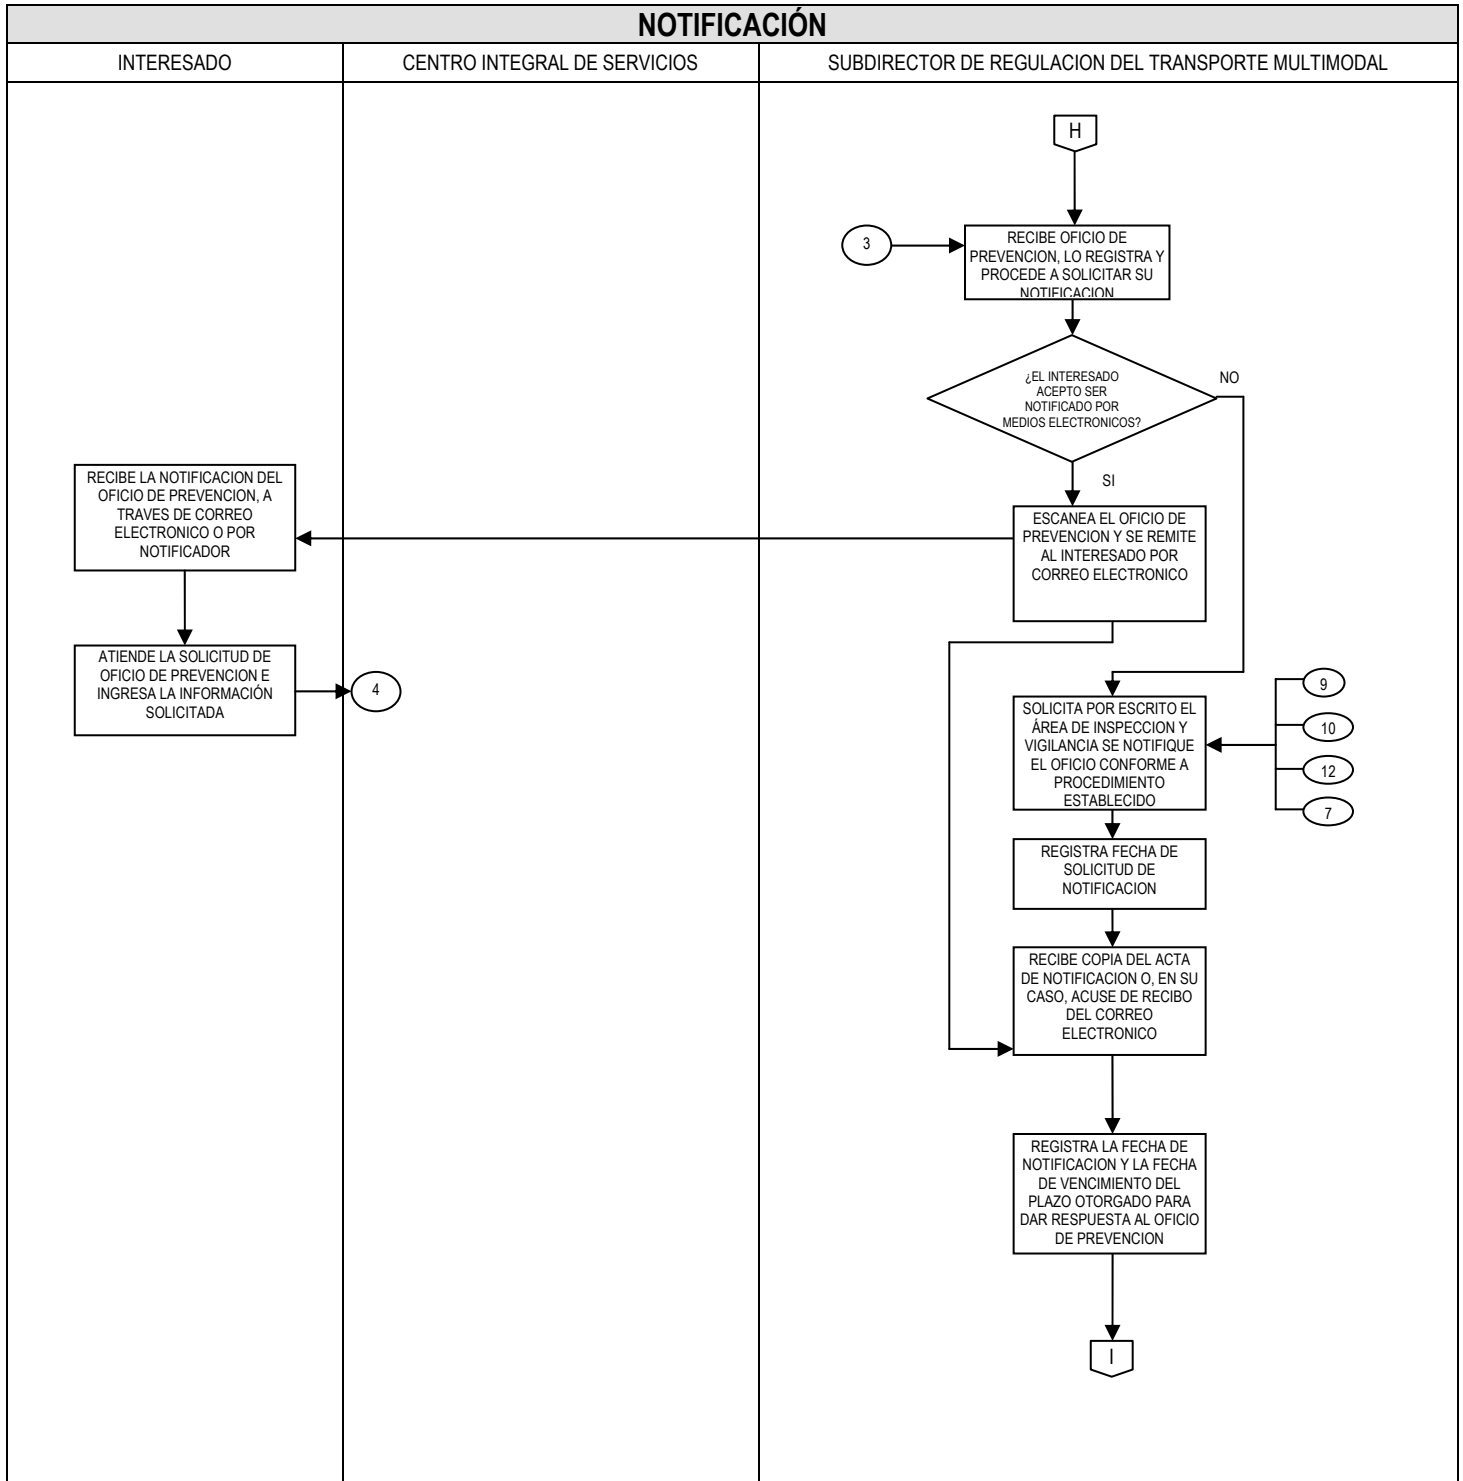 NOTIFICACIÓN
INTERESADO
CENTRO INTEGRAL DE SERVICIOS
SUBDIRECTOR DE REGULACION DEL TRANSPORTE MULTIMODAL
H
3
RECIBE OFICIO DE
PREVENCION, LO REGISTRA Y
PROCEDE A SOLICITAR SU
NOTIFICACION
¿EL INTERESADO
ACEPTO SER
NOTIFICADO POR
MEDIOS ELECTRONICOS?
NO
SI
RECIBE LA NOTIFICACION DEL
OFICIO DE PREVENCION, A
TRAVES DE CORREO
ELECTRONICO O POR
NOTIFICADOR
ESCANEA EL OFICIO DE
PREVENCION Y SE REMITE
AL INTERESADO POR
CORREO ELECTRONICO
ATIENDE LA SOLICITUD DE
OFICIO DE PREVENCION E
INGRESA LA INFORMACIÓN
SOLICITADA
4
SOLICITA POR ESCRITO EL
ÁREA DE INSPECCION Y
VIGILANCIA SE NOTIFIQUE
EL OFICIO CONFORME A
PROCEDIMIENTO
ESTABLECIDO
9
10
12
7
REGISTRA FECHA DE
SOLICITUD DE
NOTIFICACION
RECIBE COPIA DEL ACTA
DE NOTIFICACION O, EN SU
CASO, ACUSE DE RECIBO
DEL CORREO
ELECTRONICO
REGISTRA LA FECHA DE
NOTIFICACION Y LA FECHA
DE VENCIMIENTO DEL
PLAZO OTORGADO PARA
DAR RESPUESTA AL OFICIO
DE PREVENCION
I